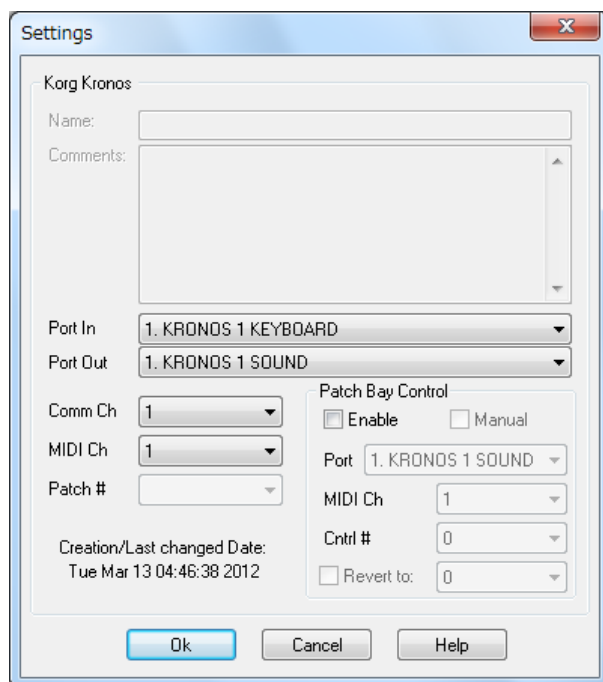 Settings
Korg Kronos
Name:
Comments:
Port In 1. KRONOS 1 KEYBOARD
Port Out 1. KRONOS 1 SOUND
Comm Ch 1
MIDI Ch 1
Patch #
Creation/Last changed Date:
Tue Mar 13 04:46:38 2012
Patch Bay Control
Enable Manual
Port 1. KRONOS 1 SOUND
MIDI Ch 1
Cntrl # 0
Revert to: 0
Ok Cancel Help